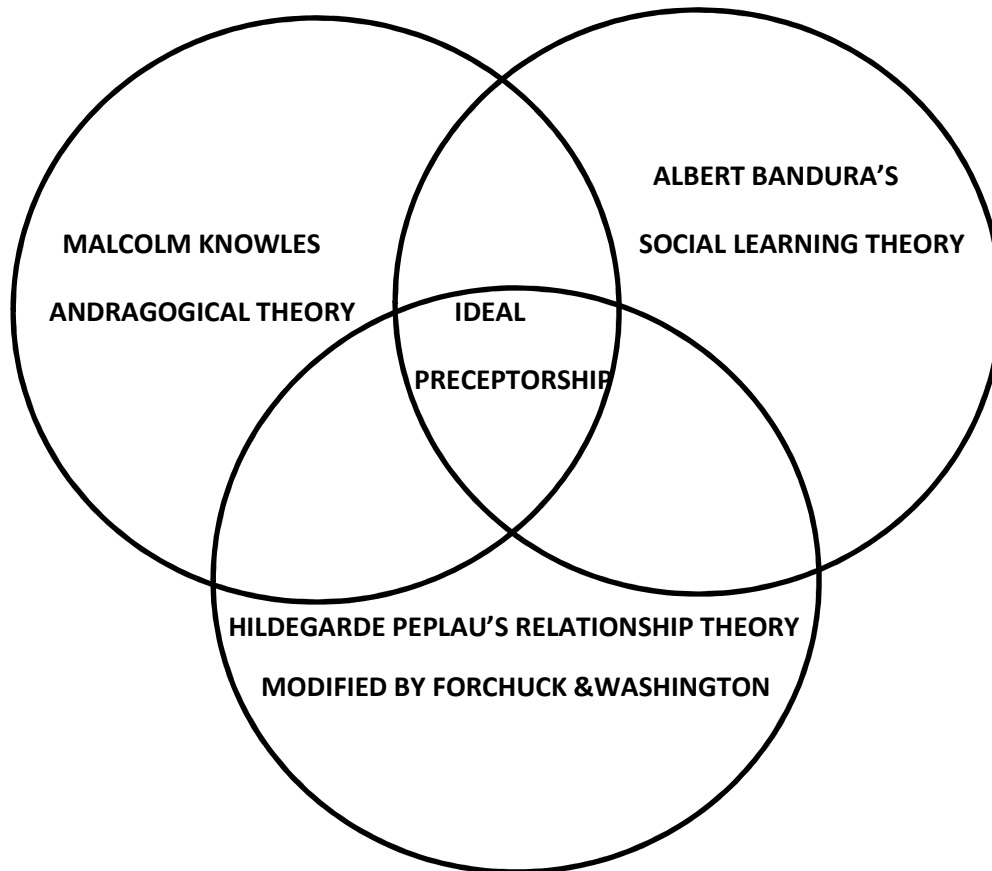 MALCOLM KNOWLES
ANDRAGOGICAL THEORY
ALBERT BANDURA’S
SOCIAL LEARNING THEORY
IDEAL
PRECEPTORSHIP
HILDEGARDE PEPLAU’S RELATIONSHIP THEORY
MODIFIED BY FORCHUCK &WASHINGTON